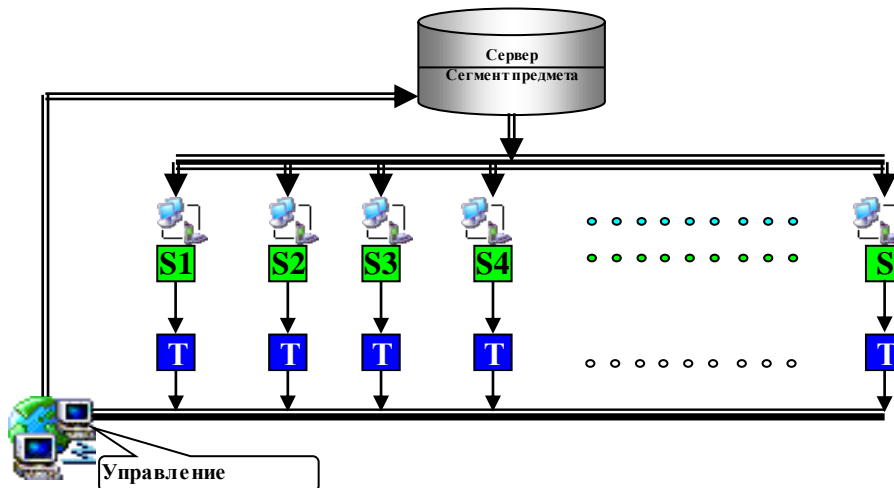 Сервер
Сегмент предмета
S1 S2 S3 S4 S
T T T T T
Управление